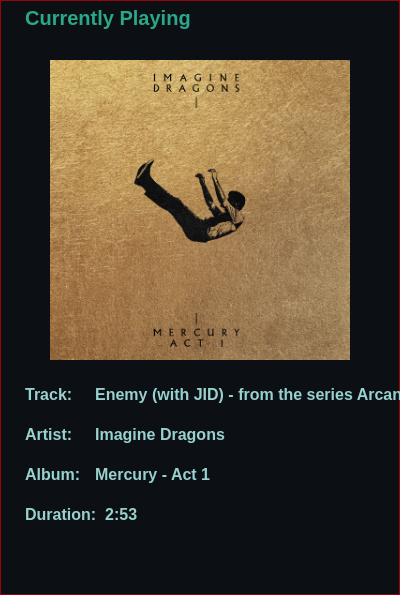 Currently Playing
IMAGINE
DRAGONS
MERCURY
ACT I
Track: Enemy (with JID) - from the series Arcan
Artist: Imagine Dragons
Album: Mercury - Act 1
Duration: 2:53